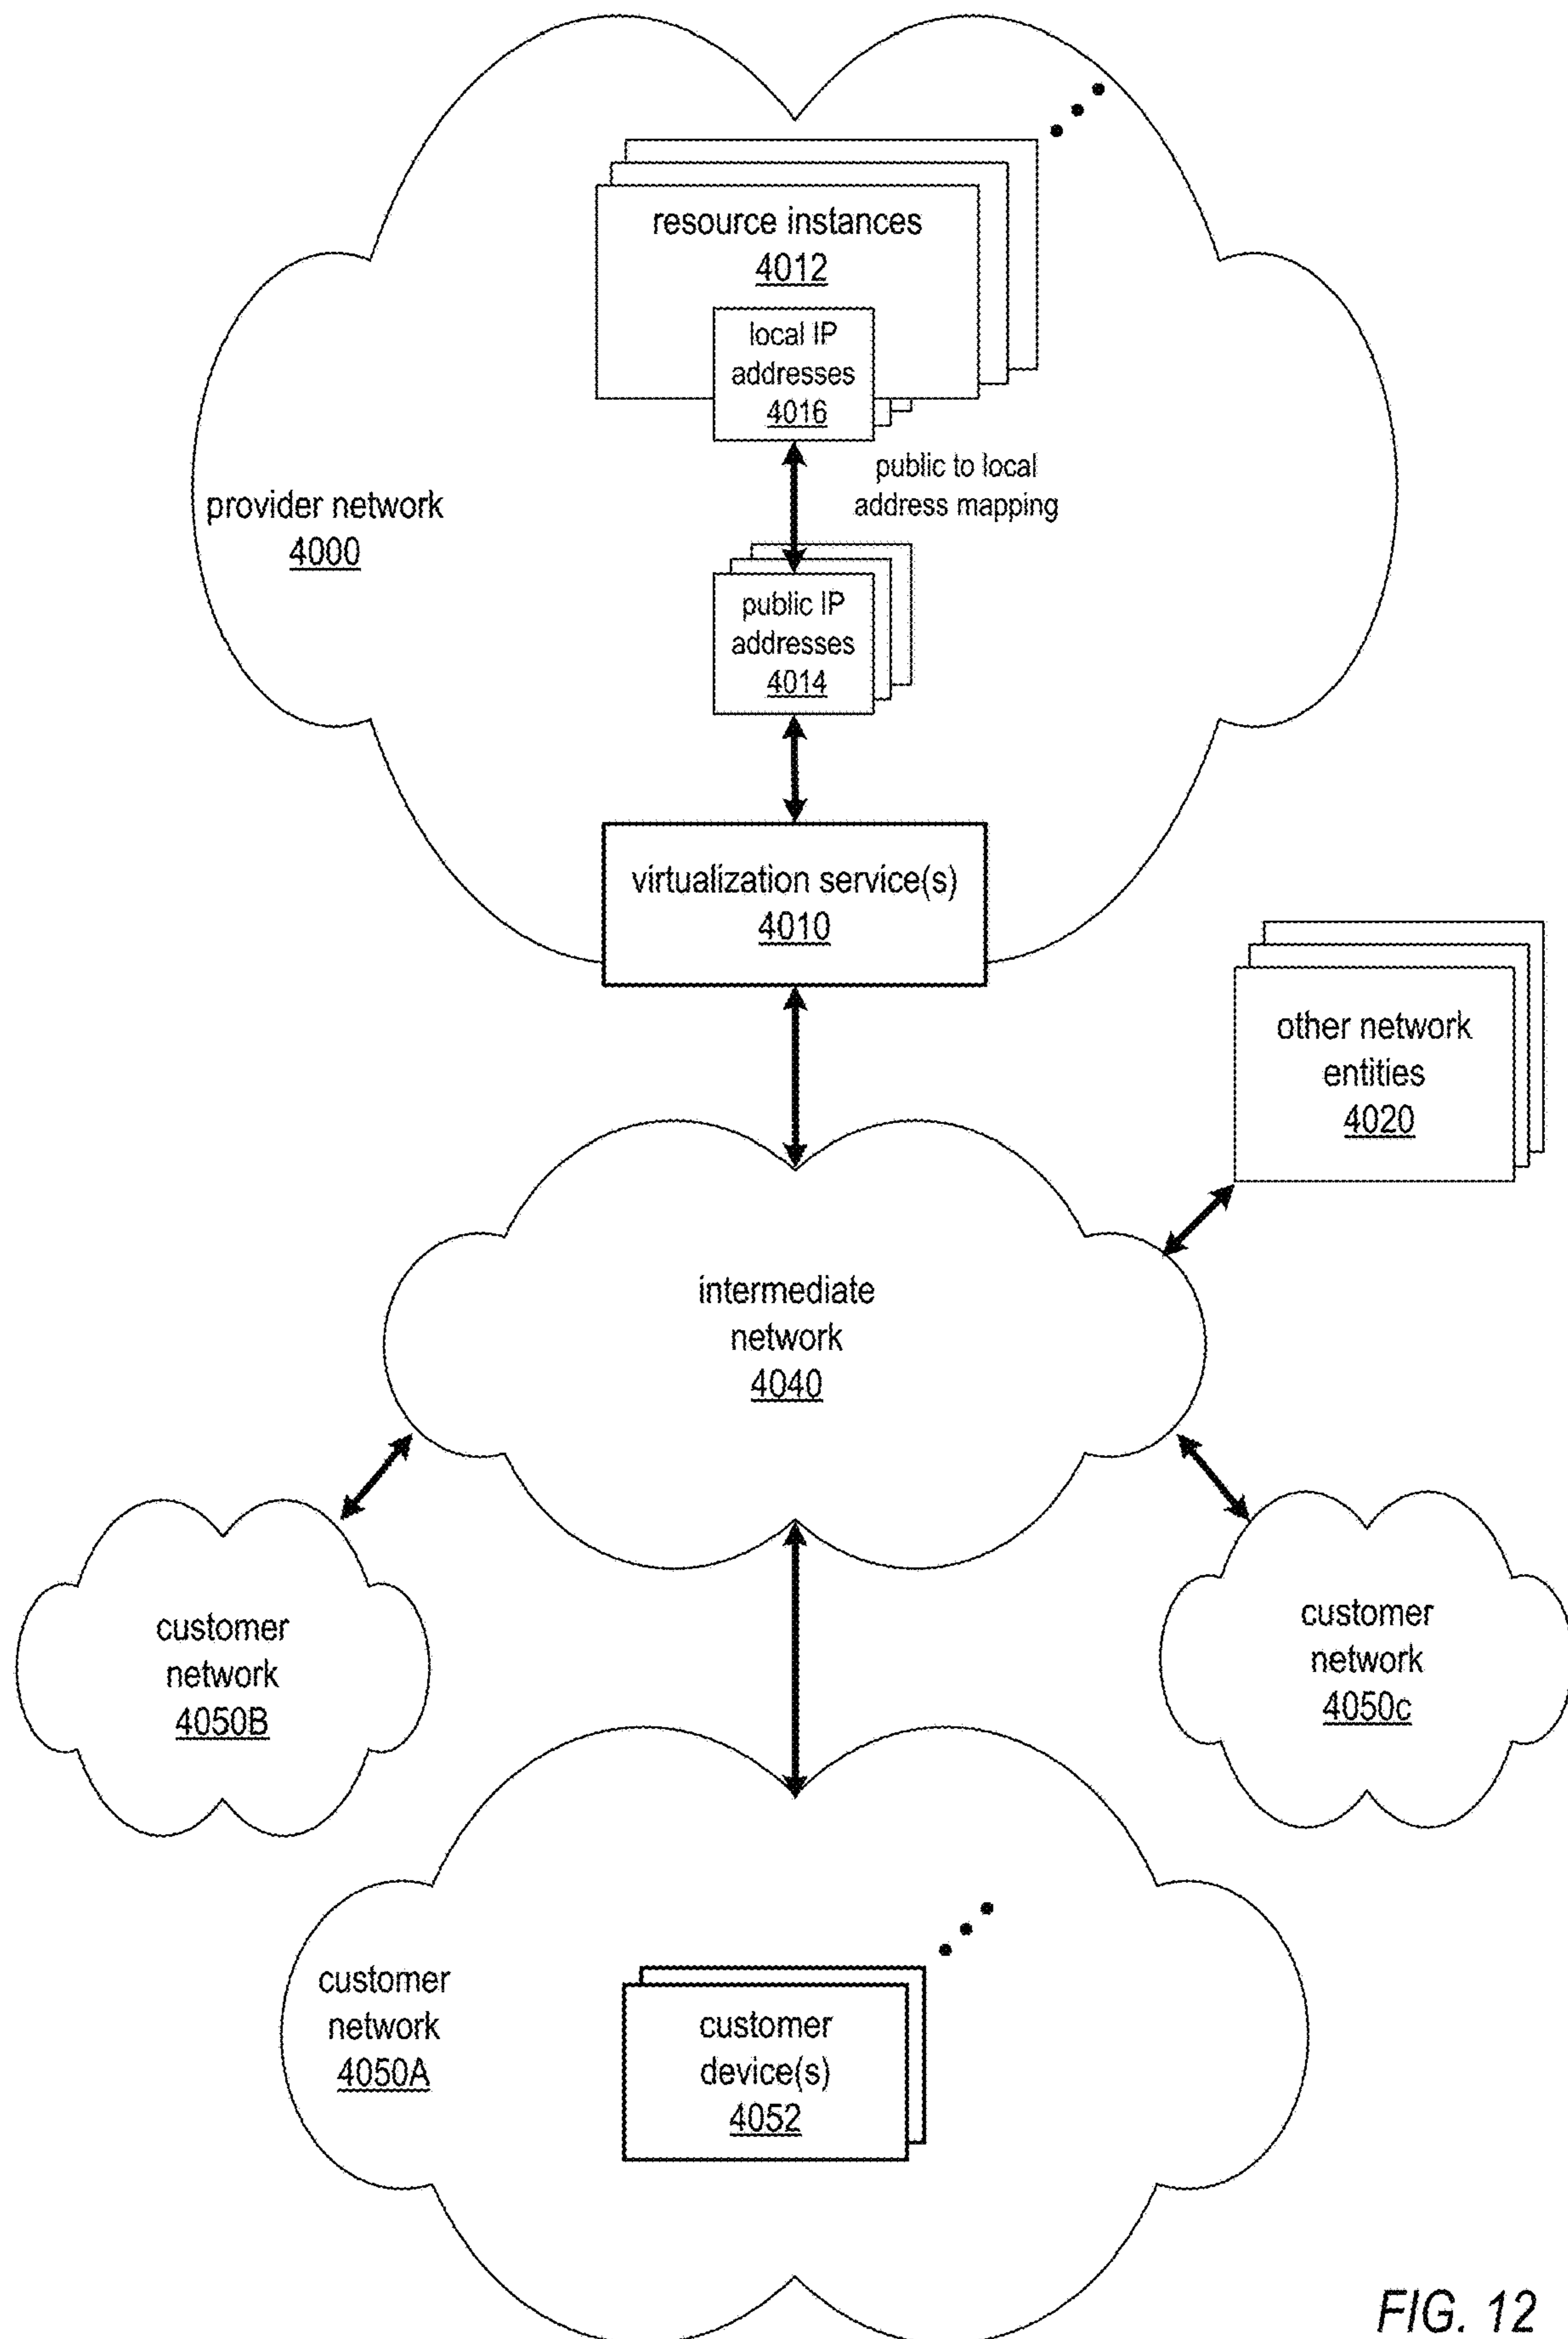 resource instances
4012
local IP
addresses
4016
public to local
address mapping
provider network
4000
public IP
addresses
4014
virtualization service(s)
4010
other network
entities
4020
intermediate
network
4040
customer
network
4050B
customer
network
4050c
customer
network
4050A
customer
device(s)
4052
FIG. 12